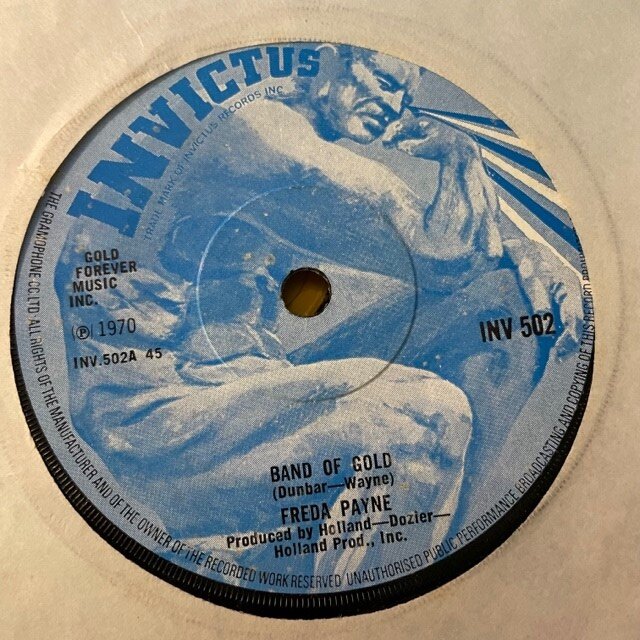 INVICTUS
TRADE MARK OF INVICTUS RECORDS INC
GOLD
FOREVER
MUSIC
INC.
Ⓟ 1970
INV.502A 45
INV 502
BAND OF GOLD
(Dunbar—Wayne)
FREDA PAYNE
Produced by Holland—Dozier—
Holland Prod., Inc.
THE GRAMOPHONE CO. LTD ALL RIGHTS OF THE MANUFACTURER AND OF THE OWNER OF THE RECORDED WORK RESERVED UNAUTHORISED PUBLIC PERFORMANCE BROADCASTING AND COPYING OF THIS RECORD